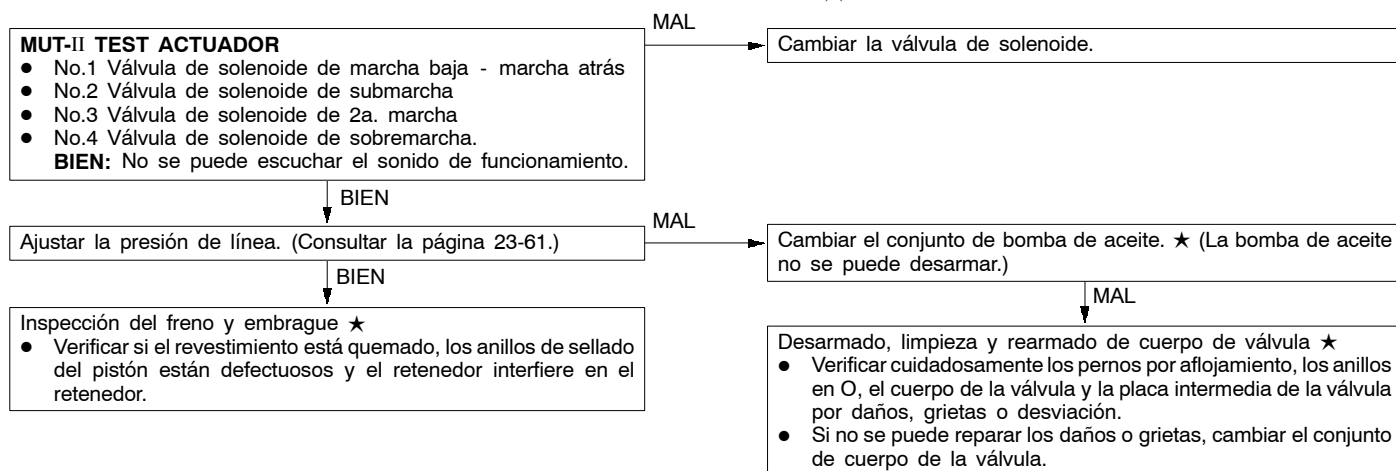 MAL
MUT-II TEST ACTUADOR
● No.1 Válvula de solenoide de marcha baja - marcha atrás
● No.2 Válvula de solenoide de submarcha
● No.3 Válvula de solenoide de 2a. marcha
● No.4 Válvula de solenoide de sobremarcha.
BIEN: No se puede escuchar el sonido de funcionamiento.
Cambiar la válvula de solenoide.
BIEN
MAL
Ajustar la presión de línea. (Consultar la página 23-61.)
Cambiar el conjunto de bomba de aceite. ★ (La bomba de aceite
no se puede desarmar.)
BIEN
MAL
Inspección del freno y embrague ★
● Verificar si el revestimiento está quemado, los anillos de sellado
del pistón están defectuosos y el retenedor interfiere en el
retenedor.
Desarmado, limpieza y rearmado de cuerpo de válvula ★
● Verificar cuidadosamente los pernos por aflojamiento, los anillos
en O, el cuerpo de la válvula y la placa intermedia de la válvula
por daños, grietas o desviación.
● Si no se puede reparar los daños o grietas, cambiar el conjunto
de cuerpo de la válvula.